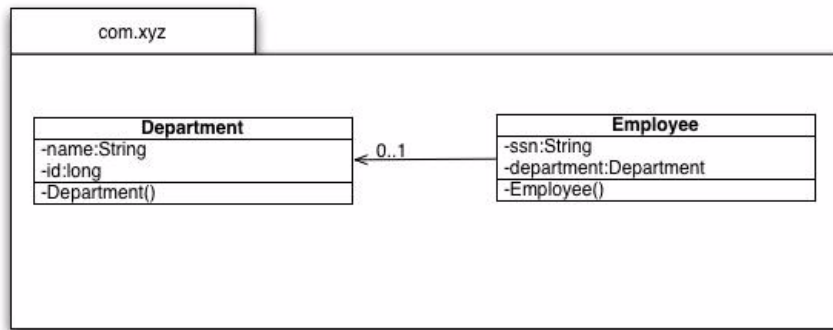 com.xyz
Department
-name:String
-id:long
-Department()
0..1
Employee
-ssn:String
-department:Department
-Employee()